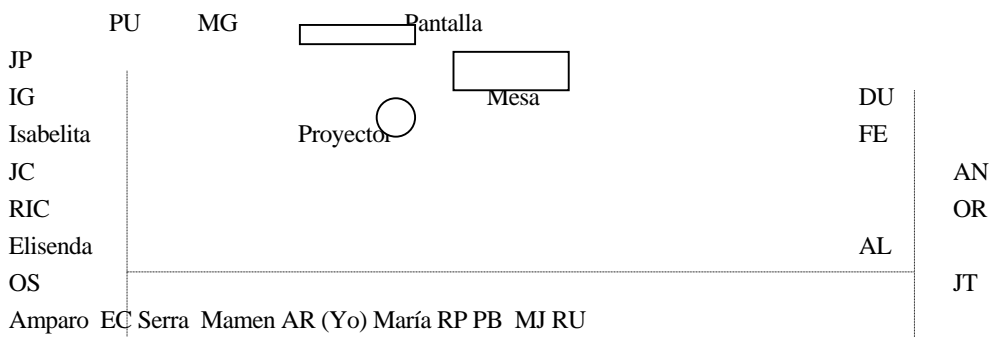 PU MG Pantalla
JP
IG Mesa DU
Isabelita Proyector FE
JC AN
RIC OR
Elisenda AL
OS JT
Amparo EC Serra Mamen AR (Yo) María RP PB MJ RU